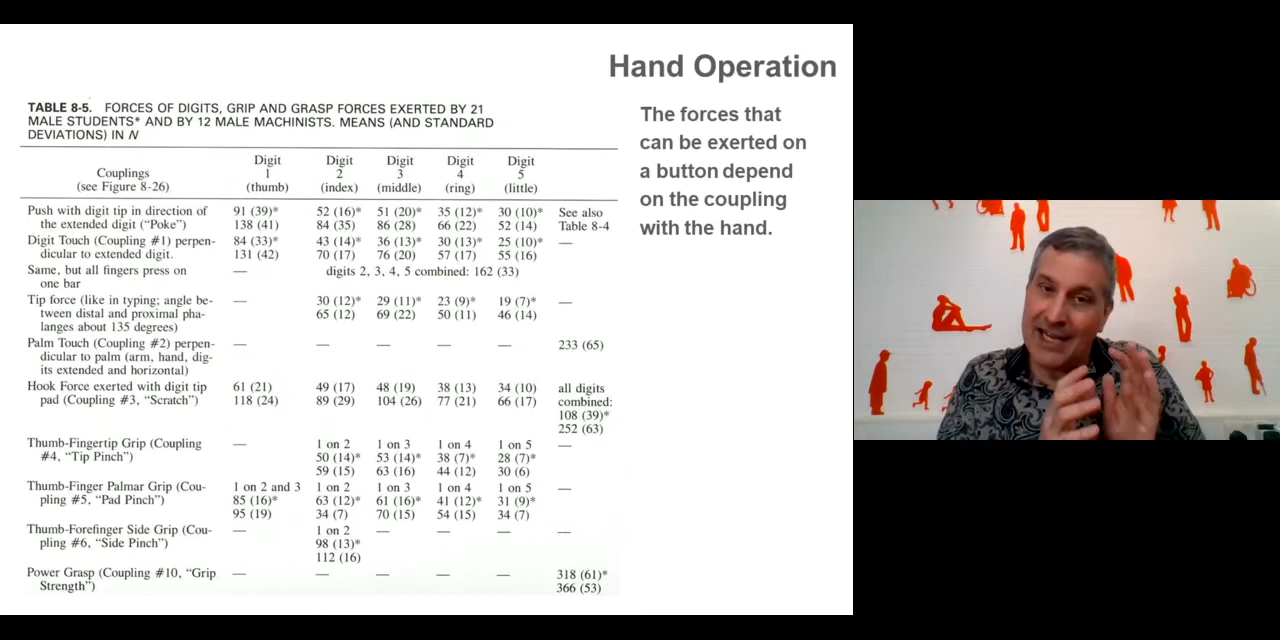 Hand Operation
TABLE 8-5. FORCES OF DIGITS, GRIP AND GRASP FORCES EXERTED BY 21
MALE STUDENTS* AND BY 12 MALE MACHINISTS. MEANS (AND STANDARD
DEVIATIONS) IN N
Couplings
(see Figure 8-26)
Digit 1 (thumb)
Digit 2 (index)
Digit 3 (middle)
Digit 4 (ring)
Digit 5 (little)
Push with digit tip in direction of 91 (39)* 52 (16)* 51 (20)* 35 (12)* 30 (10)* See also
the extended digit ("Poke") 138 (41) 84 (35) 86 (28) 66 (22) 52 (14) Table 8-4
Digit Touch (Coupling #1) perpen- 84 (33)* 43 (14)* 36 (13)* 30 (13)* 25 (10)* —
dicular to extended digit. 131 (42) 70 (17) 76 (20) 57 (17) 55 (16)
Same, but all fingers press on — digits 2, 3, 4, 5 combined: 162 (33)
one bar
Tip force (like in typing; angle be- — 30 (12)* 29 (11)* 23 (9)* 19 (7)* —
tween distal and proximal pha- 65 (12) 69 (22) 50 (11) 46 (14)
langes about 135 degrees)
Palm Touch (Coupling #2) perpen- — — — — — 233 (65)
dicular to palm (arm, hand, dig-
its extended and horizontal)
Hook Force exerted with digit tip 61 (21) 49 (17) 48 (19) 38 (13) 34 (10) all digits
pad (Coupling #3, "Scratch") 118 (24) 89 (29) 104 (26) 77 (21) 66 (17) combined:
108 (39)*
252 (63)
Thumb-Fingertip Grip (Coupling — 1 on 2 1 on 3 1 on 4 1 on 5 —
#4, "Tip Pinch") 50 (14)* 53 (14)* 38 (7)* 28 (7)*
59 (15) 63 (16) 44 (12) 30 (6)
Thumb-Finger Palmar Grip (Cou- 1 on 2 and 3 1 on 2 1 on 3 1 on 4 1 on 5 —
pling #5, "Pad Pinch") 85 (16)* 63 (12)* 61 (16)* 41 (12)* 31 (9)*
95 (19) 34 (7) 70 (15) 54 (15) 34 (7)
Thumb-Forefinger Side Grip (Cou- — 1 on 2 — — — —
pling #6, "Side Pinch") 98 (13)*
112 (16)
Power Grasp (Coupling #10, "Grip — — — — — 318 (61)*
Strength") 366 (53)
The forces that
can be exerted on
a button depend
on the coupling
with the hand.